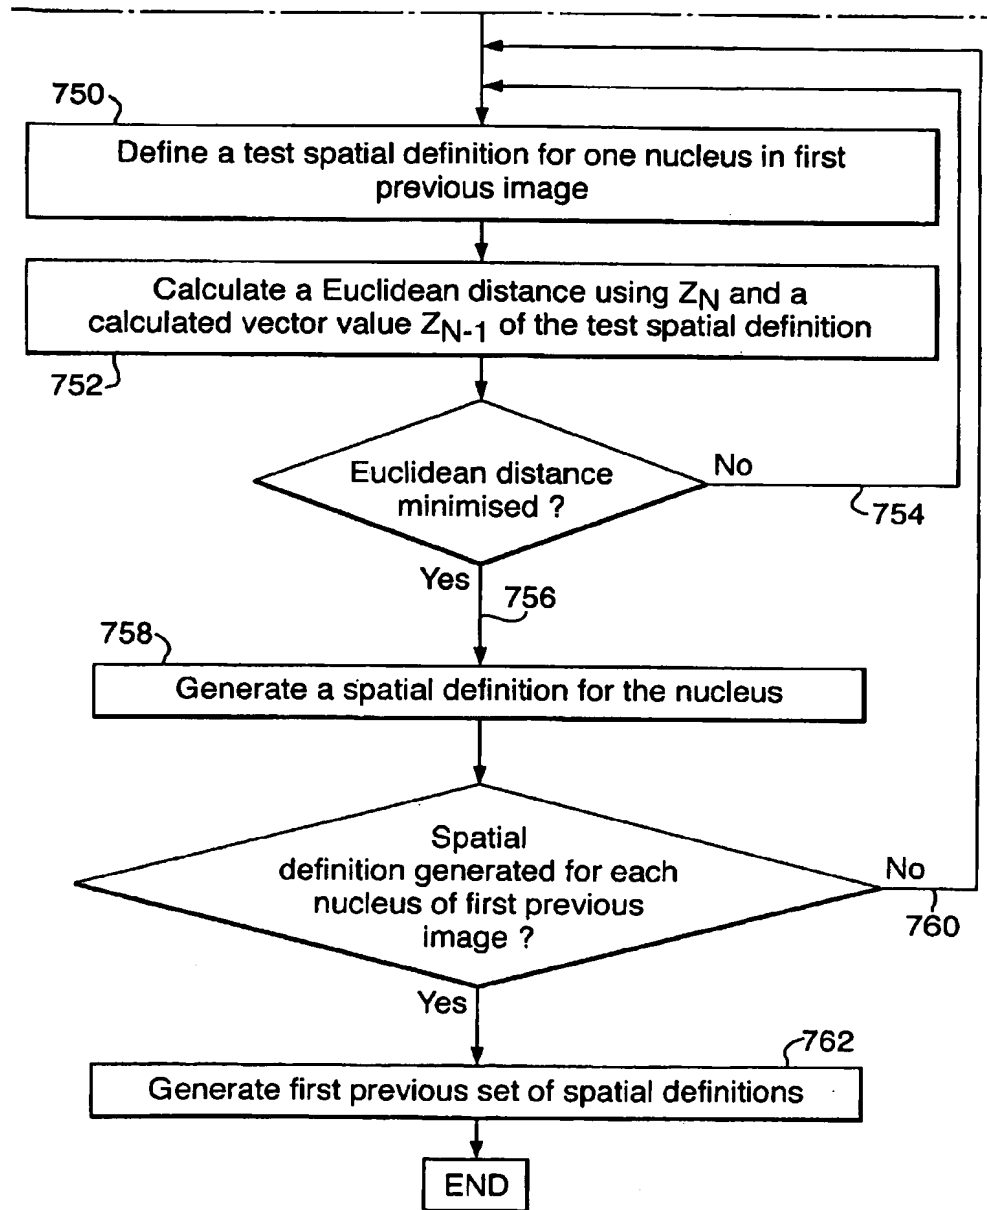 750
Define a test spatial definition for one nucleus in first
previous image
Calculate a Euclidean distance using ZN and a
calculated vector value ZN-1 of the test spatial definition
752
Euclidean distance
minimised ?
No
754
Yes
756
758
Generate a spatial definition for the nucleus
Spatial
definition generated for each
nucleus of first previous
image ?
No
760
Yes
762
Generate first previous set of spatial definitions
END